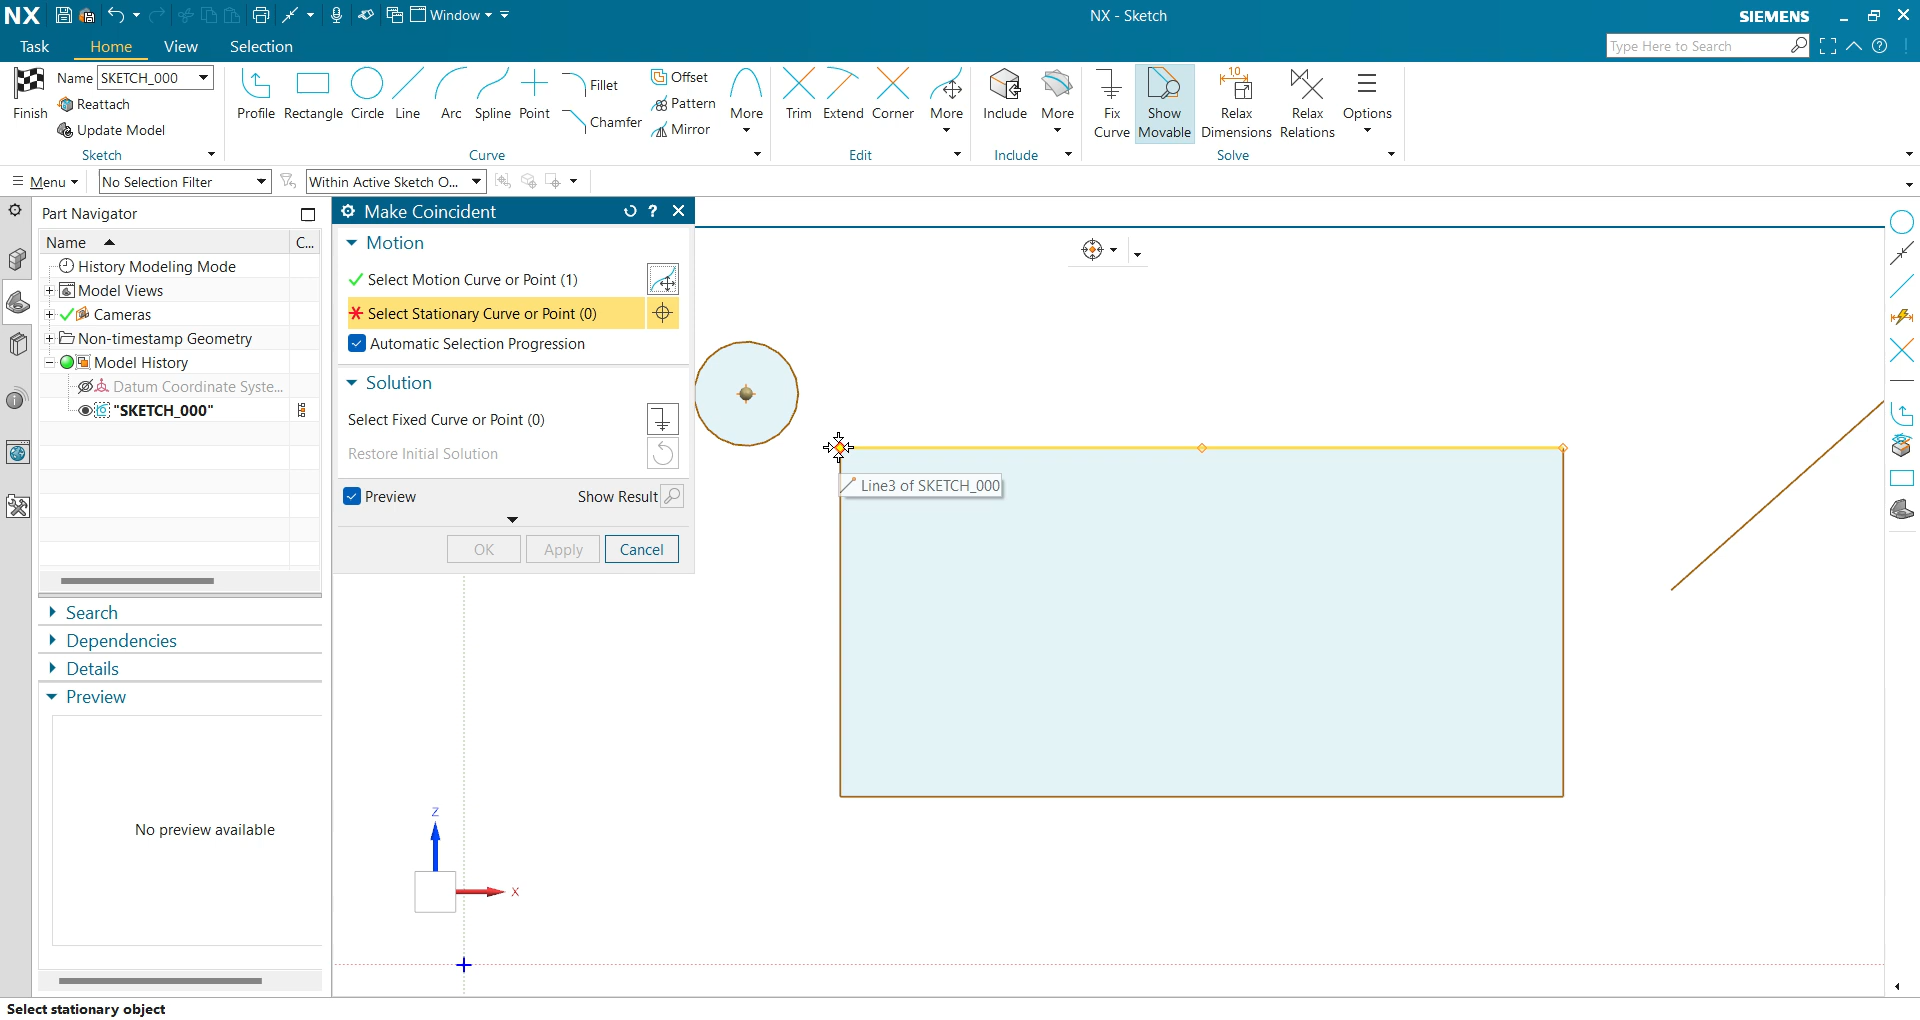 NX
Window
NX - Sketch
SIEMENS
Task
Home
View
Selection
Type Here to Search
Finish
Name SKETCH_000
Reattach
Update Model
Sketch
Profile
Rectangle
Circle
Line
Arc
Spline
Point
Fillet
Chamfer
Offset
Pattern
Mirror
More
Curve
Trim
Extend
Corner
More
Edit
Include
More
Include
Fix
Curve
Show
Movable
1,0
Relax
Dimensions
Relax
Relations
Options
Solve
Menu
No Selection Filter
Within Active Sketch O...
Part Navigator
Name
C...
History Modeling Mode
Model Views
Cameras
Non-timestamp Geometry
Model History
Datum Coordinate Syste...
"SKETCH_000"
Search
Dependencies
Details
Preview
No preview available
Make Coincident
Motion
Select Motion Curve or Point (1)
Select Stationary Curve or Point (0)
Automatic Selection Progression
Solution
Select Fixed Curve or Point (0)
Restore Initial Solution
Preview
Show Result
OK
Apply
Cancel
Line3 of SKETCH_000
Z
X
Select stationary object